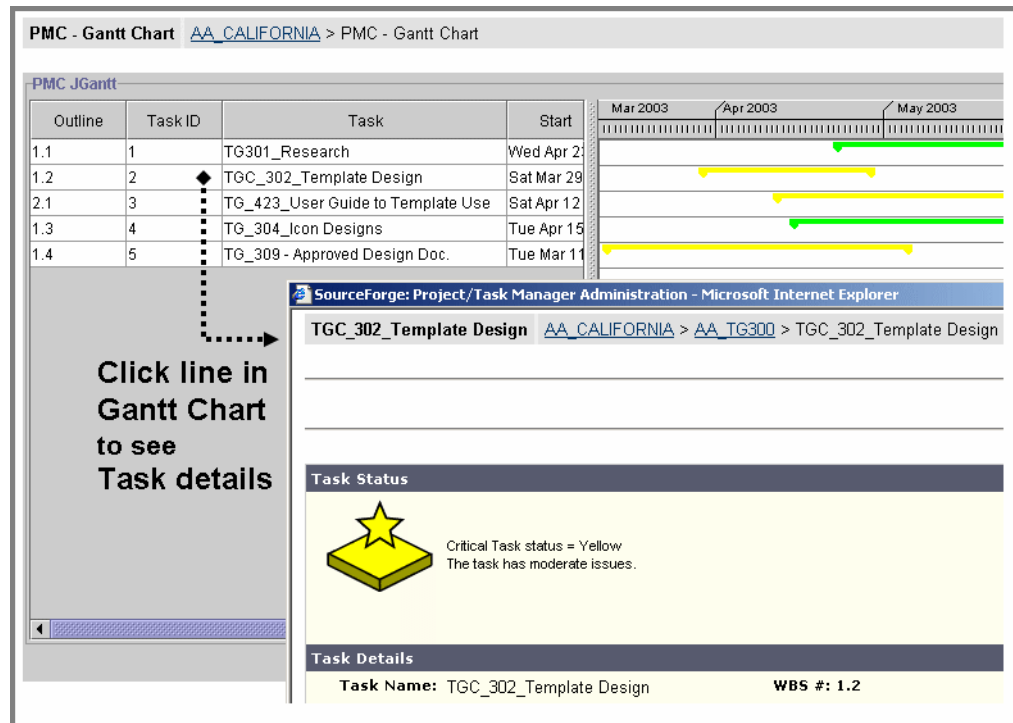 PMC - Gantt Chart AA_CALIFORNIA > PMC - Gantt Chart
PMC JGantt
Outline Task ID Task Start Mar 2003 Apr 2003 May 2003
1.1 1 TG301_Research Wed Apr 2
1.2 2 TGC_302_Template Design Sat Mar 29
2.1 3 TG_423_User Guide to Template Use Sat Apr 12
1.3 4 TG_304_Icon Designs Tue Apr 15
1.4 5 TG_309 - Approved Design Doc. Tue Mar 11
SourceForge: Project/Task Manager Administration - Microsoft Internet Explorer
TGC_302_Template Design AA_CALIFORNIA > AA_TG300 > TGC_302_Template Design
Click line in
Gantt Chart
to see
Task details
Task Status
Critical Task status = Yellow
The task has moderate issues.
Task Details
Task Name: TGC_302_Template Design WBS #: 1.2